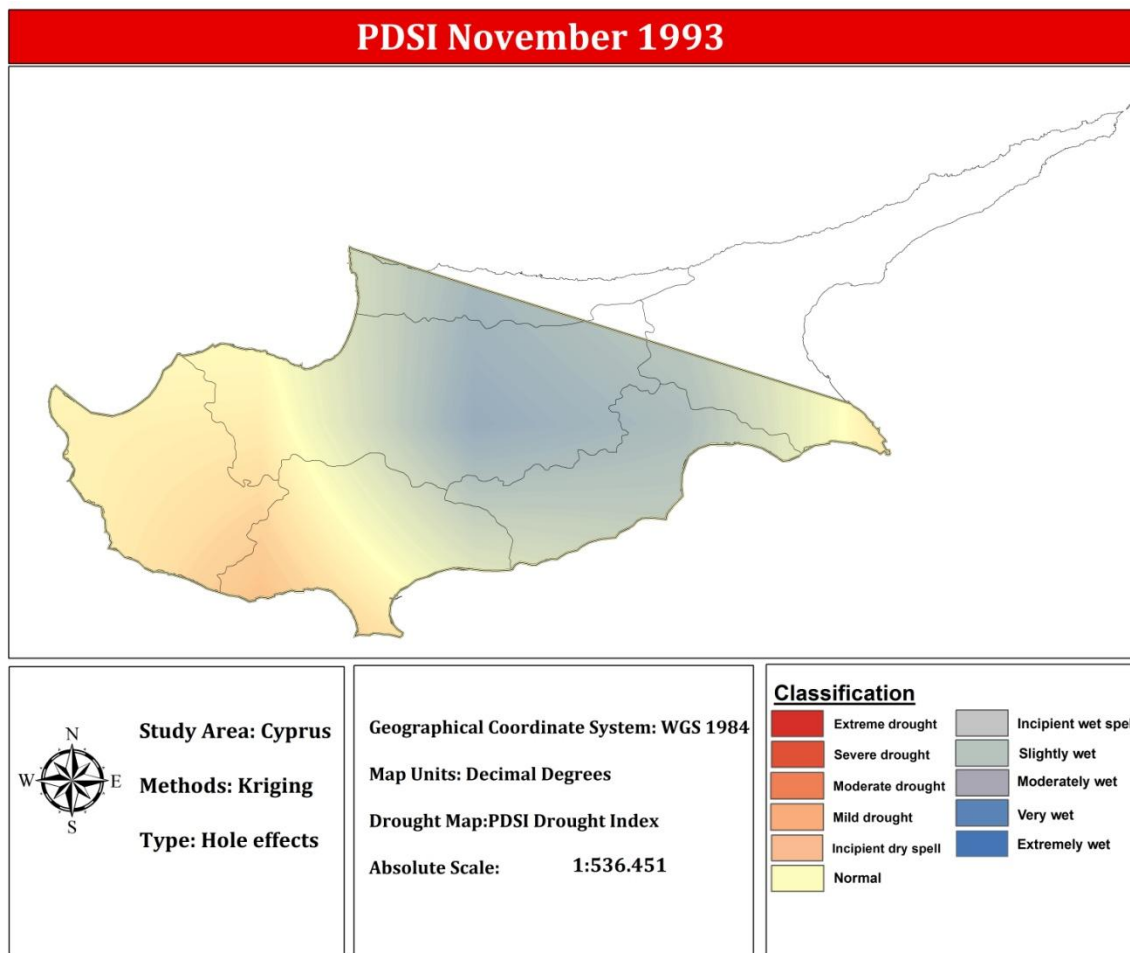 PDSI November 1993
N
W E
S
Study Area: Cyprus
Methods: Kriging
Type: Hole effects
Geographical Coordinate System: WGS 1984
Map Units: Decimal Degrees
Drought Map:PDSI Drought Index
Absolute Scale: 1:536.451
Classification
Extreme drought
Severe drought
Moderate drought
Mild drought
Incipient dry spell
Normal
Incipient wet spel
Slightly wet
Moderately wet
Very wet
Extremely wet